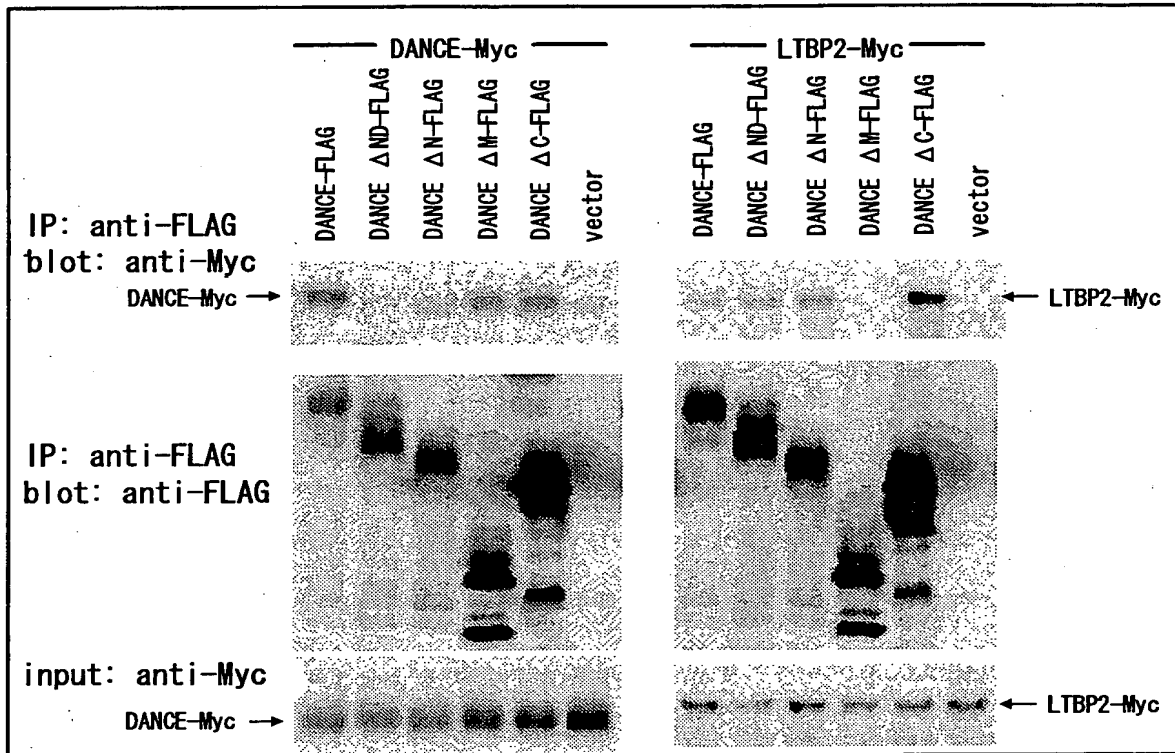 DANCE-Myc
LTBP2-Myc
DANCE-FLAG
DANCE ΔND-FLAG
DANCE ΔN-FLAG
DANCE ΔM-FLAG
DANCE ΔC-FLAG
vector
DANCE-FLAG
DANCE ΔND-FLAG
DANCE ΔN-FLAG
DANCE ΔM-FLAG
DANCE ΔC-FLAG
vector
IP: anti-FLAG
blot: anti-Myc
DANCE-Myc
LTBP2-Myc
IP: anti-FLAG
blot: anti-FLAG
input: anti-Myc
DANCE-Myc
LTBP2-Myc